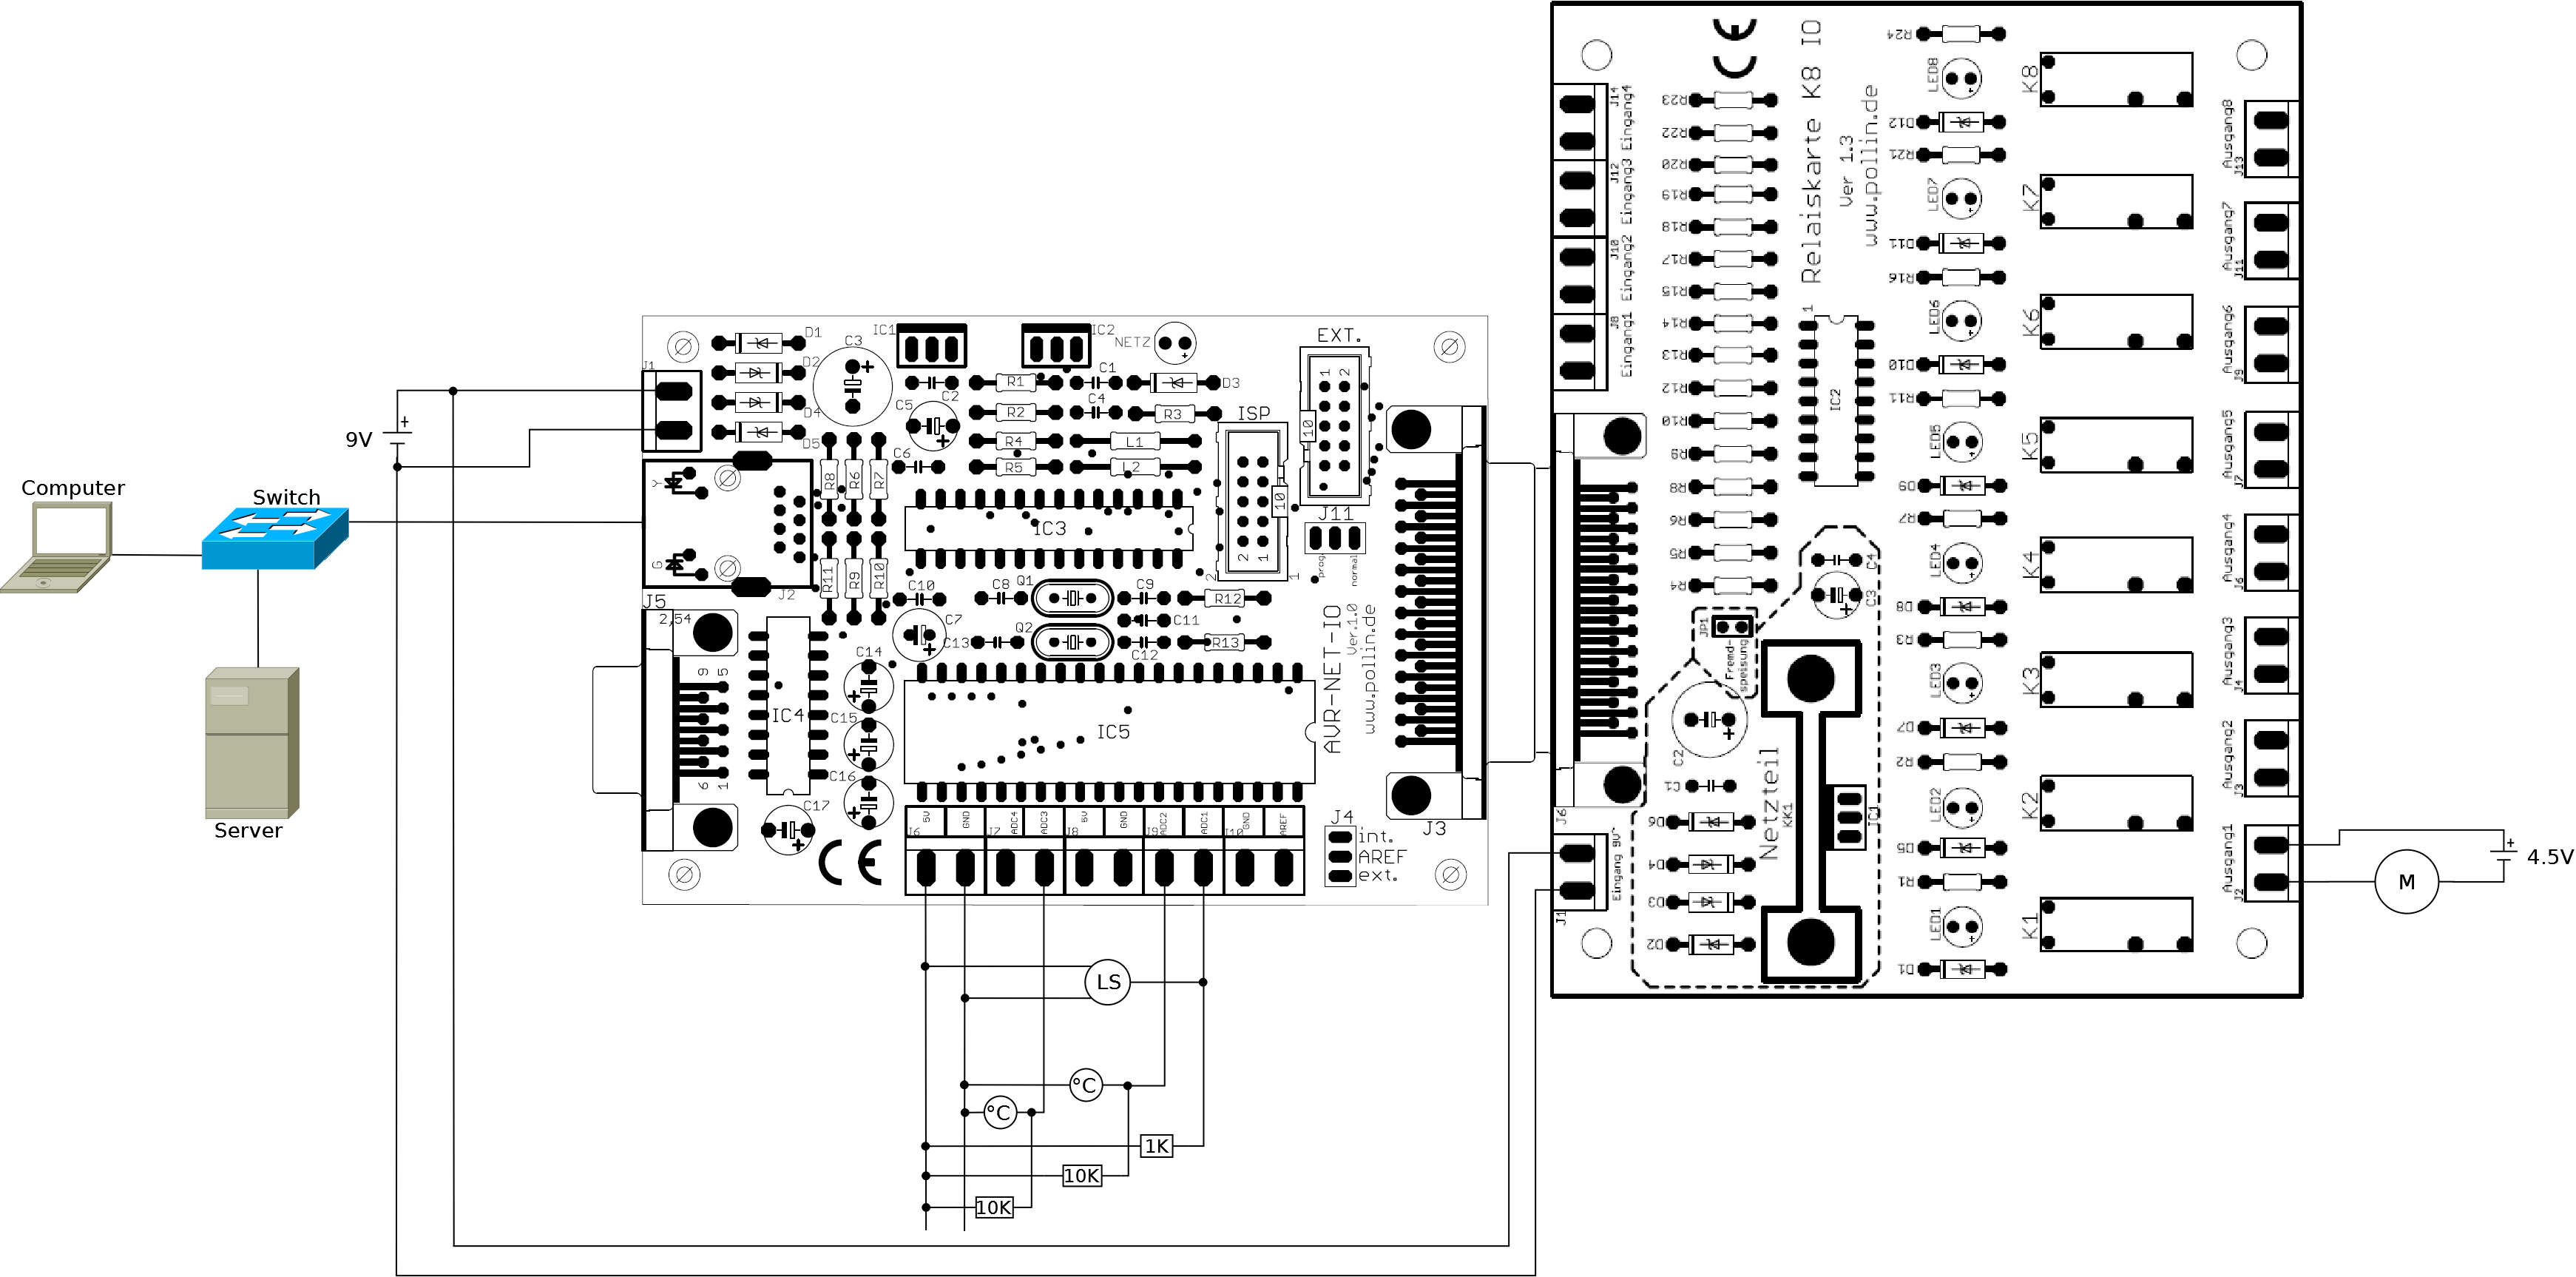 Computer
Switch
Server
9V
+
J1
D1
D2
D4
D5
C3
IC1
IC2
NETZ
EXT.
R1
C1
D3
C5
C2
R2
C4
R3
ISP
R4
L1
C6
R5
L2
1 2
10
10
2 1
Y
G
J2
R8
R6
R7
R11
R9
R10
IC3
J11
prog.
normal
2
1
C10
C8
Q1
C9
R12
C7
C11
C13
Q2
C12
R13
J5
2,54
9 5
6 1
IC4
C14
C15
C16
C17
IC5
AVR-NET-IO
Ver.1.0
www.pollin.de
J3
J6
5V
GND
J7
ADC4
ADC3
J8
5V
GND
J9
ADC2
ADC1
J10
GND
AREF
J4
int.
AREF
ext.
CE
LS
°C
°C
1K
10K
10K
CE
Relaiskarte K8 IO
Ver 1.3
www.pollin.de
J14
Eingang4
J12
Eingang3
J10
Eingang2
J8
Eingang1
R23
R22
R20
R19
R18
R17
R15
R14
R13
R12
R10
R9
R8
R6
R5
R4
1
IC2
JP1
Fremd-
speisung
C4
C3
C2
C1
Netzteil
KK1
IC1
D6
D4
D3
D2
J6
J1
Eingang 9V~
R24
LED8
D12
R21
LED7
D11
R16
LED6
D10
R11
LED5
D9
R7
LED4
D8
R3
LED3
D7
R2
LED2
D5
R1
LED1
D1
K8
K7
K6
K5
K4
K3
K2
K1
Ausgang8
J13
Ausgang7
J11
Ausgang6
J9
Ausgang5
J7
Ausgang4
J6
Ausgang3
J4
Ausgang2
J3
Ausgang1
J2
M
+
4.5V